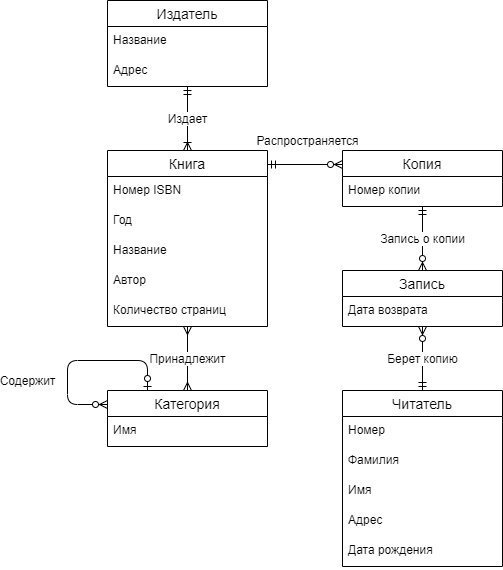 Издатель
Название
Адрес
Издает
Распространяется
Книга
Номер ISBN
Год
Название
Автор
Количество страниц
Копия
Номер копии
Запись о копии
Запись
Дата возврата
Принадлежит
Берет копию
Содержит
Категория
Имя
Читатель
Номер
Фамилия
Имя
Адрес
Дата рождения